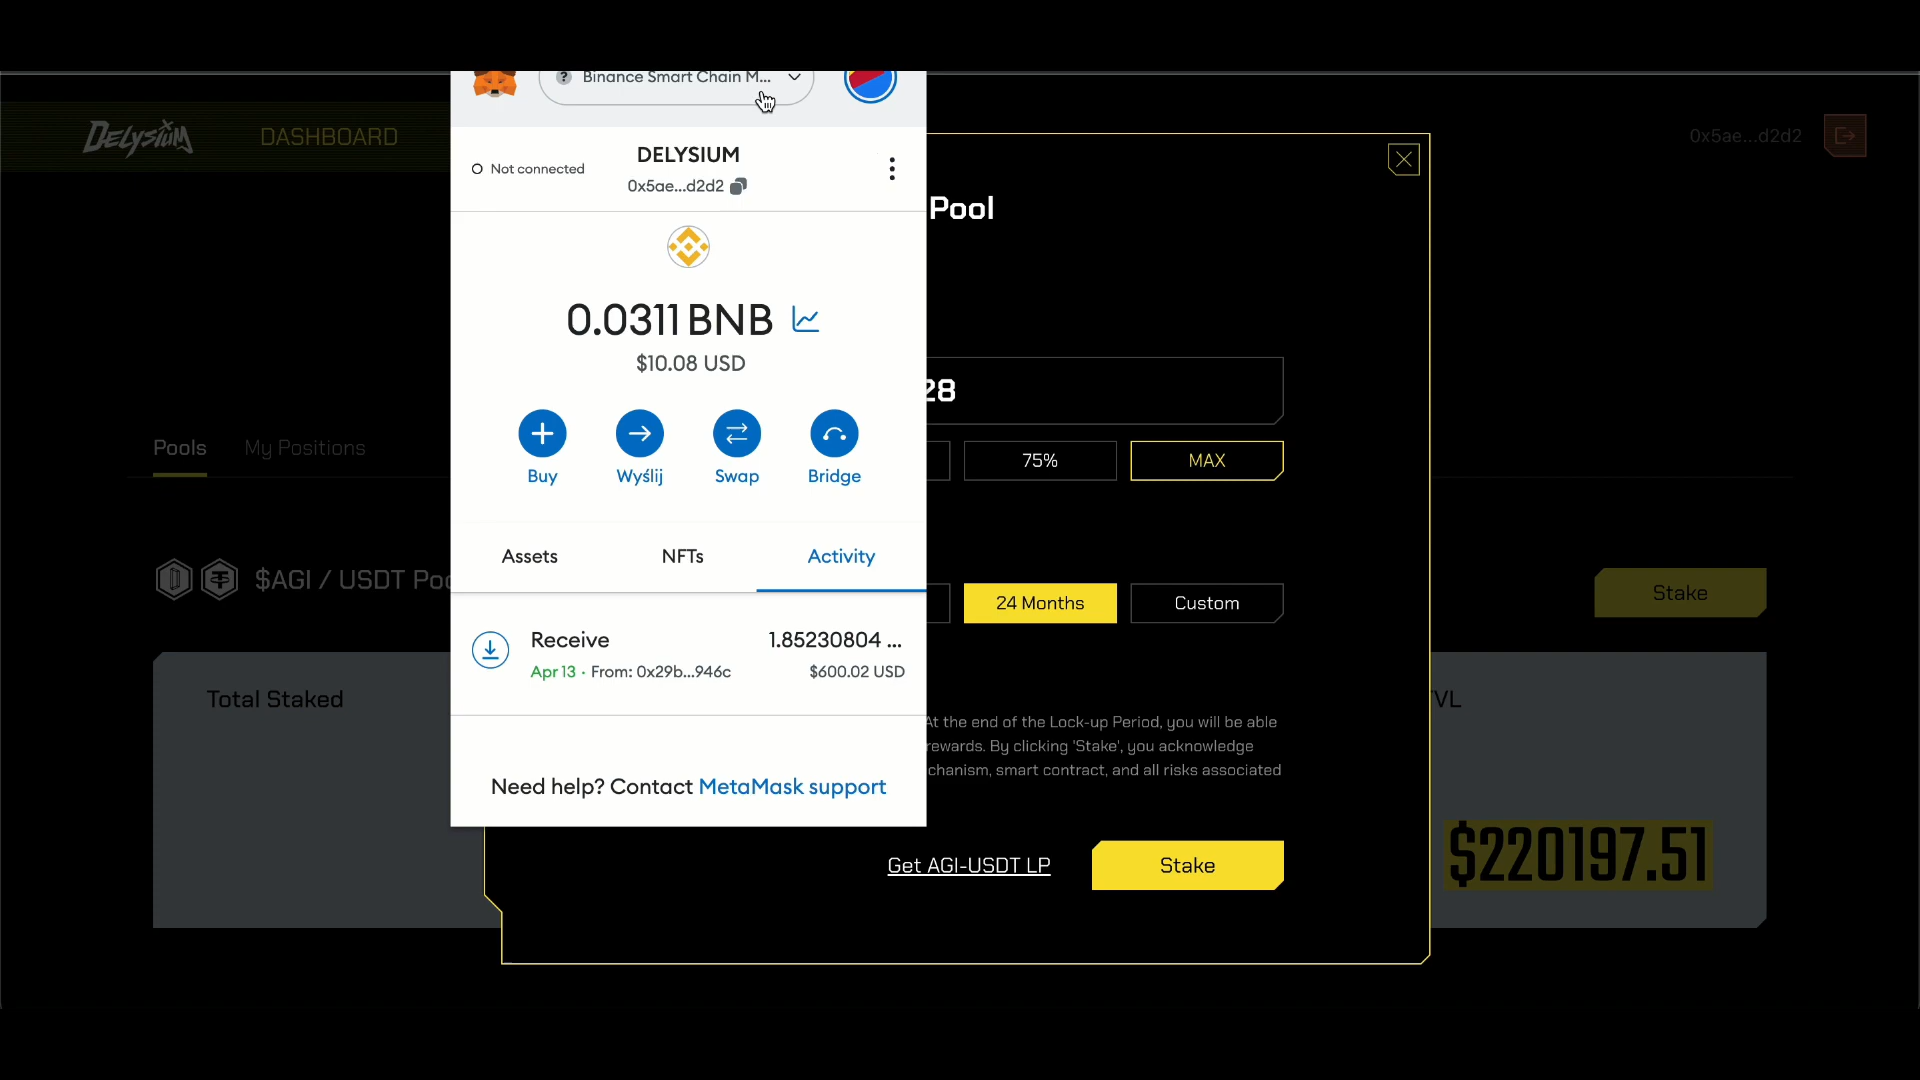 Binance Smart Chain M...
DELYSIUM
DASHBOARD
Not connected
DELYSIUM
0x5ae...d2d2
0x5ae...d2d2
Pool
0.0311 BNB
$10.08 USD
28
Buy
Wyślij
Swap
Bridge
75%
MAX
Pools
My Positions
Assets
NFTs
Activity
$AGI / USDT Poo
24 Months
Custom
Stake
Receive
1.85230804 ...
Apr 13 · From: 0x29b...946c
$600.02 USD
Total Staked
TVL
At the end of the Lock-up Period, you will be able
rewards. By clicking 'Stake', you acknowledge
chanism, smart contract, and all risks associated
Need help? Contact MetaMask support
$220197.51
Get AGI-USDT LP
Stake